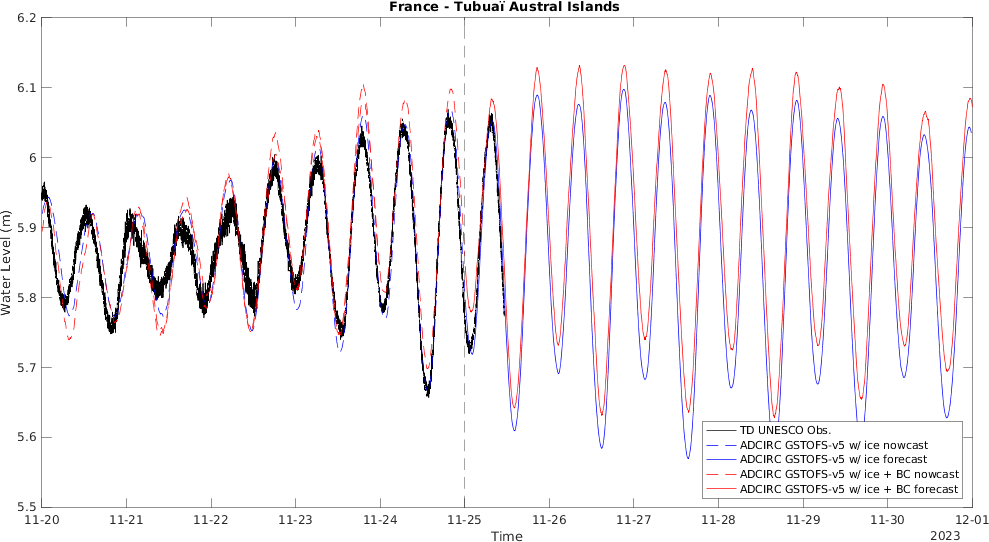 France - Tubuaï Austral Islands
6.2
6.1
6
5.9
5.8
5.7
5.6
5.5
Water Level (m)
TD UNESCO Obs.
ADCIRC GSTOFS-v5 w/ ice nowcast
ADCIRC GSTOFS-v5 w/ ice forecast
ADCIRC GSTOFS-v5 w/ ice + BC nowcast
ADCIRC GSTOFS-v5 w/ ice + BC forecast
11-20 11-21 11-22 11-23 11-24 11-25 11-26 11-27 11-28 11-29 11-30 12-01
Time
2023